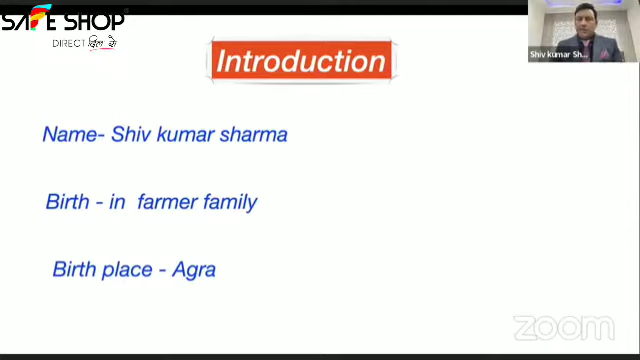 SAFE SHOP
DIRECT दिल से
Introduction
Shiv kumar Sh...
Name- Shiv kumar sharma
Birth - in farmer family
Birth place - Agra
zoom